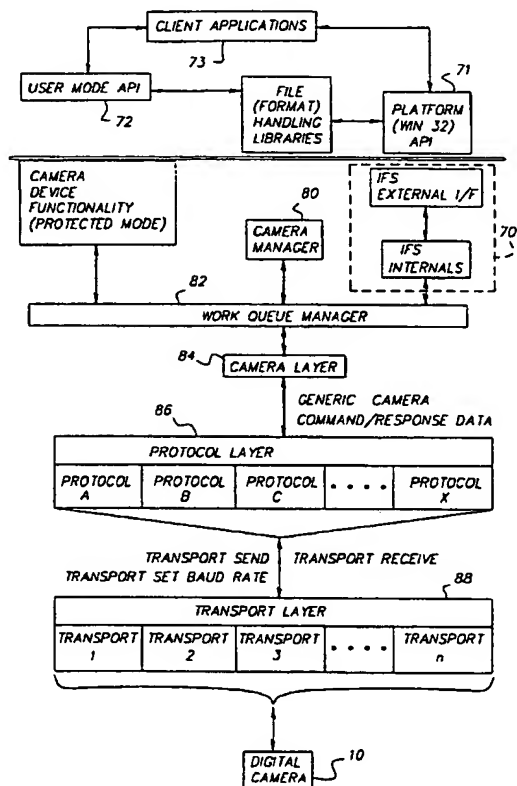 CLIENT APPLICATIONS
73
71
USER MODE API
72
FILE
(FORMAT)
HANDLING
LIBRARIES
PLATFORM
(WIN 32)
API
CAMERA
DEVICE
FUNCTIONALITY
(PROTECTED MODE)
80
CAMERA
MANAGER
IFS
EXTERNAL I/F
70
IFS
INTERNALS
82
WORK QUEUE MANAGER
84
CAMERA LAYER
GENERIC CAMERA
COMMAND/RESPONSE DATA
86
PROTOCOL LAYER
PROTOCOL
A
PROTOCOL
B
PROTOCOL
C
. . . .
PROTOCOL
X
TRANSPORT SEND
TRANSPORT SET BAUD RATE
TRANSPORT RECEIVE
88
TRANSPORT LAYER
TRANSPORT
1
TRANSPORT
2
TRANSPORT
3
. . . .
TRANSPORT
n
DIGITAL
CAMERA
10